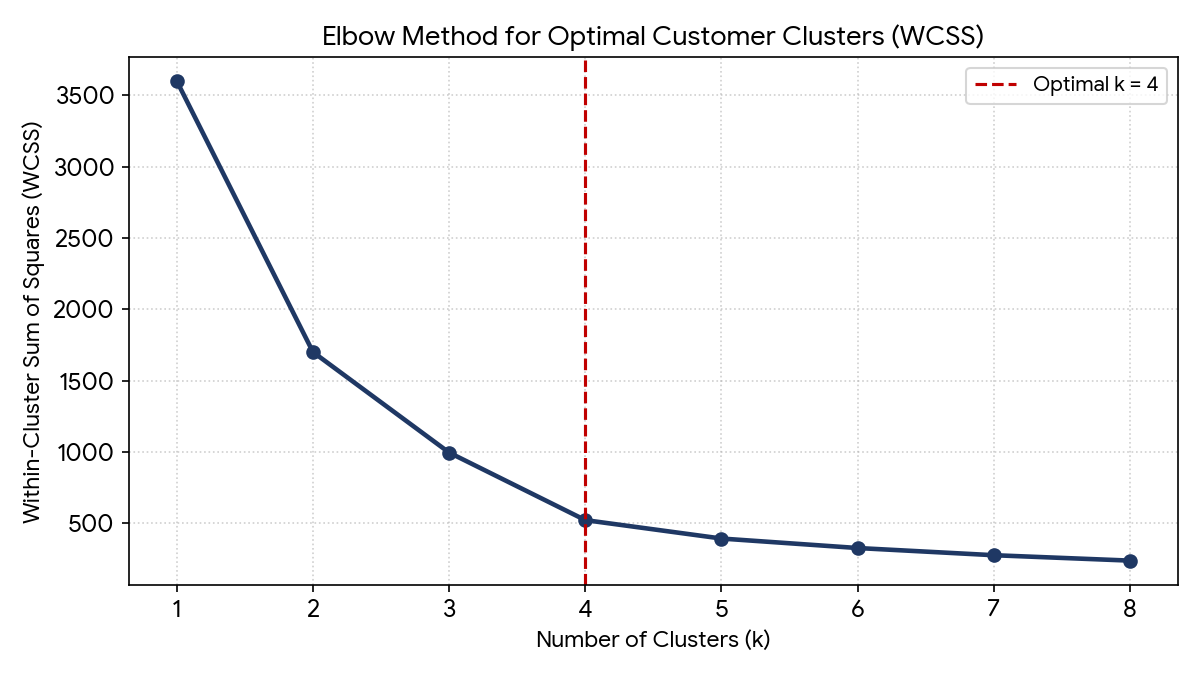 Elbow Method for Optimal Customer Clusters (WCSS)
Optimal k = 4
Within-Cluster Sum of Squares (WCSS)
3500
3000
2500
2000
1500
1000
500
1 2 3 4 5 6 7 8
Number of Clusters (k)